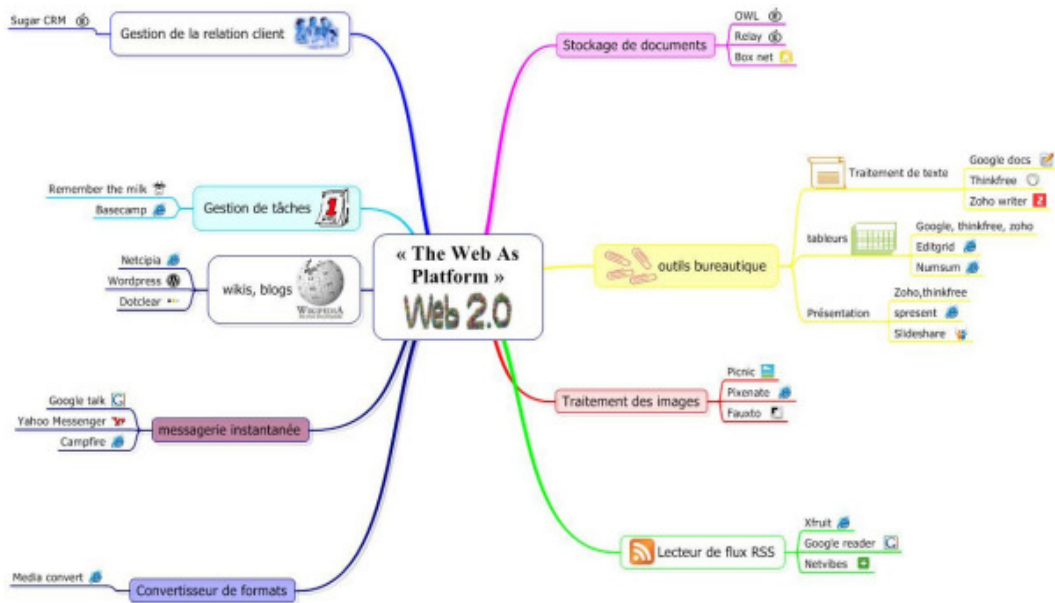 « The Web As
Platform »
Web 2.0
Sugar CRM
Gestion de la relation client
Remember the milk
Basecamp
Gestion de tâches
1
Netcipia
Wordpress
Dotclear
wikis, blogs
WIKIPEDIA
Google talk
Yahoo Messenger
Campfire
messagerie instantanée
Media convert
Convertisseur de formats
Stockage de documents
OWL
Relay
Box net
outils bureautique
Traitement de texte
Google docs
Thinkfree
Zoho writer
tableurs
Google, thinkfree, zoho
Editgrid
Numsum
Présentation
Zoho,thinkfree
spresent
Slideshare
Traitement des images
Picnic
Pixenate
Fauxto
Lecteur de flux RSS
Xfruit
Google reader
Netvibes